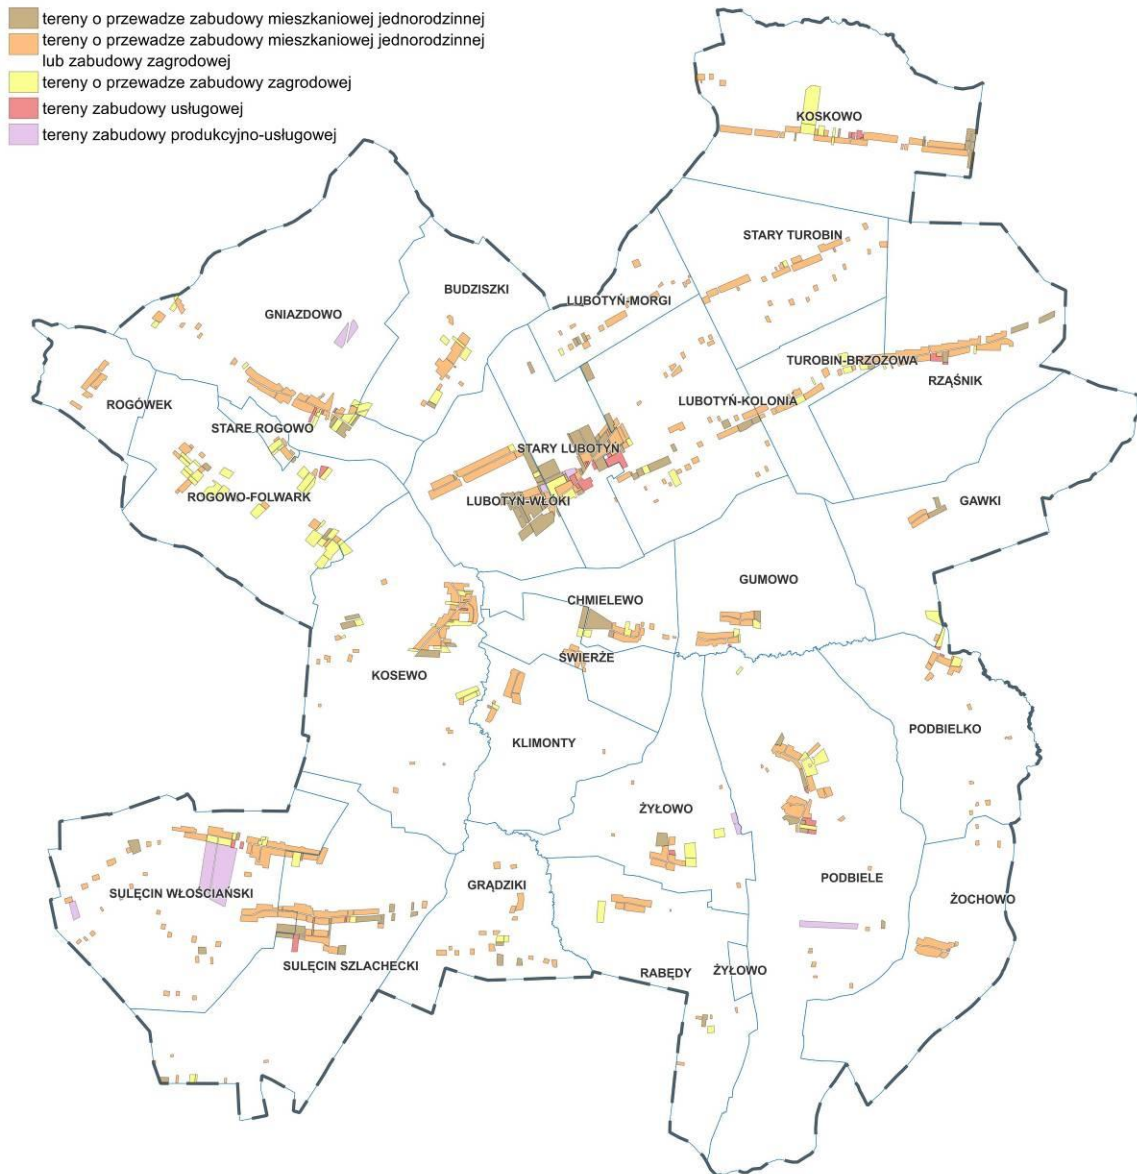 tereny o przewadze zabudowy mieszkaniowej jednorodzinnej
tereny o przewadze zabudowy mieszkaniowej jednorodzinnej
lub zabudowy zagrodowej
tereny o przewadze zabudowy zagrodowej
tereny zabudowy usługowej
tereny zabudowy produkcyjno-usługowej
KOSKOWO
STARY TUROBIN
BUDZISZKI
LUBOTYŃ-MORGI
GNIAZDOWO
TUROBIN-BRZOZOWA
RZĄŚNIK
ROGÓWEK
LUBOTYŃ-KOLONIA
STARE ROGOWO
STARY LUBOTYŃ
ROGOWO-FOLWARK
LUBOTYŃ-WŁÓKI
GAWKI
GUMOWO
CHMIELEWO
ŚWIERŻE
KOSEWO
PODBIELKO
KLIMONTY
ŻYŁOWO
PODBIELE
GRĄDZIKI
SULĘCIN WŁOŚCIAŃSKI
ŻOCHOWO
SULĘCIN SZLACHECKI
RABĘDY
ŻYŁOWO